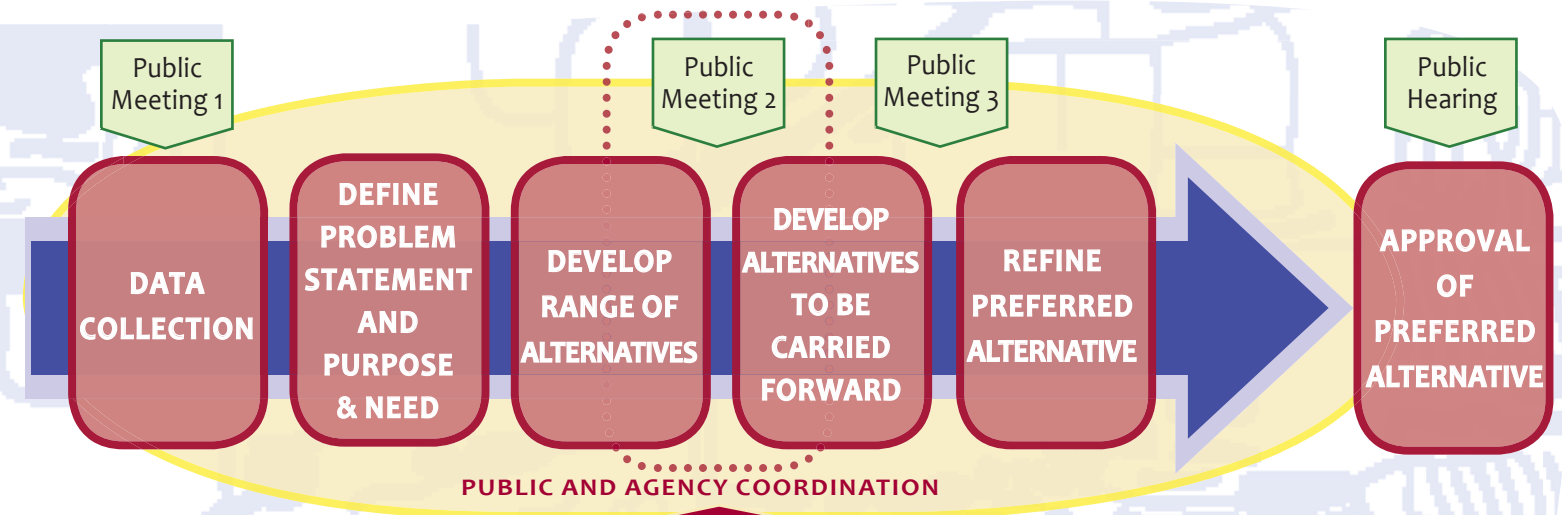 Public
Meeting 1
Public
Meeting 2
Public
Meeting 3
Public
Hearing
DATA
COLLECTION
DEFINE
PROBLEM
STATEMENT
AND
PURPOSE
& NEED
DEVELOP
RANGE OF
ALTERNATIVES
DEVELOP
ALTERNATIVES
TO BE
CARRIED
FORWARD
REFINE
PREFERRED
ALTERNATIVE
APPROVAL
OF
PREFERRED
ALTERNATIVE
PUBLIC AND AGENCY COORDINATION